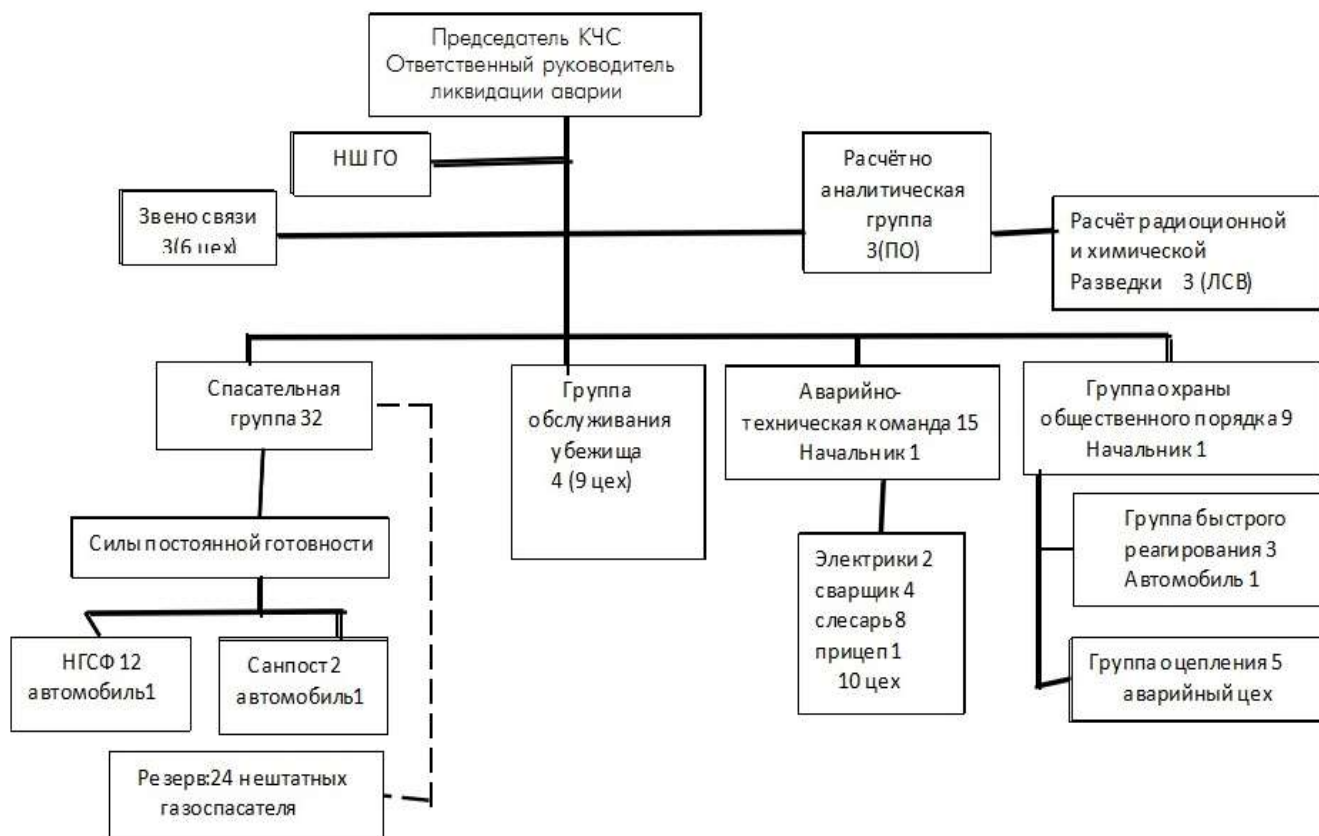 Председатель КЧС
Ответственный руководитель
ликвидации аварии
НШ ГО
Звено связи
3(6 цех)
Расчётно
аналитическая
группа
3(ПО)
Расчёт радиоционной
и химической
Разведки 3 (ЛСВ)
Спасательная
группа 32
Группа
обслуживания
убежища
4 (9 цех)
Аварийно-
техническая команда 15
Начальник 1
Группа охраны
общественного порядка 9
Начальник 1
Силы постоянной готовности
Группа быстрого
реагирования 3
Автомобиль 1
Электрики 2
сварщик 4
слесарь 8
прицеп 1
10 цех
НГСФ 12
автомобиль1
Санпост 2
автомобиль1
Группа оцепления 5
аварийный цех
Резерв:24 нештатных
газоспасателя